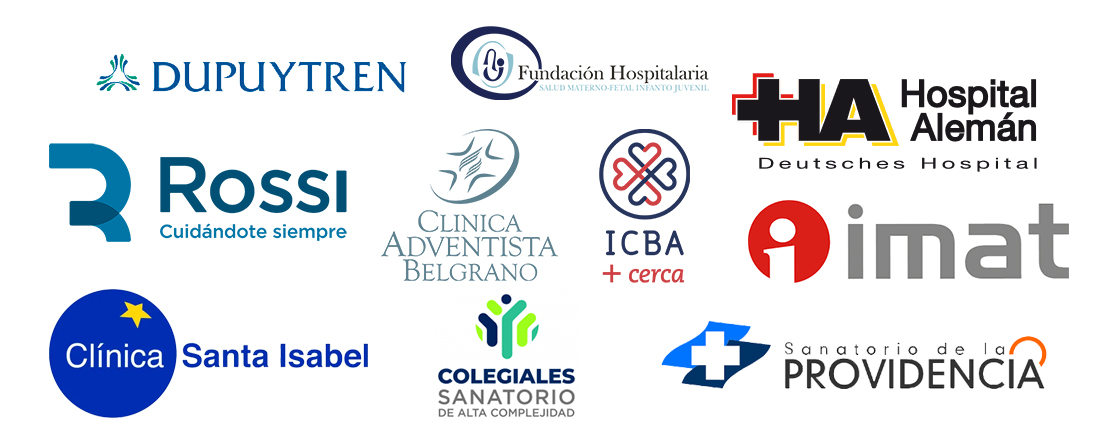 DUPUYTREN
Fundación Hospitalaria
SALUD MATERNO-FETAL INFANTO JUVENIL
HA Hospital
Alemán
Deutsches Hospital
ROSSI
Cuidándote siempre
CLINICA
ADVENTISTA
BELGRANO
ICBA
+ cerca
imat
Clínica Santa Isabel
COLEGIALES
SANATORIO
DE ALTA COMPLEJIDAD
Sanatorio de la
PROVIDENCIA